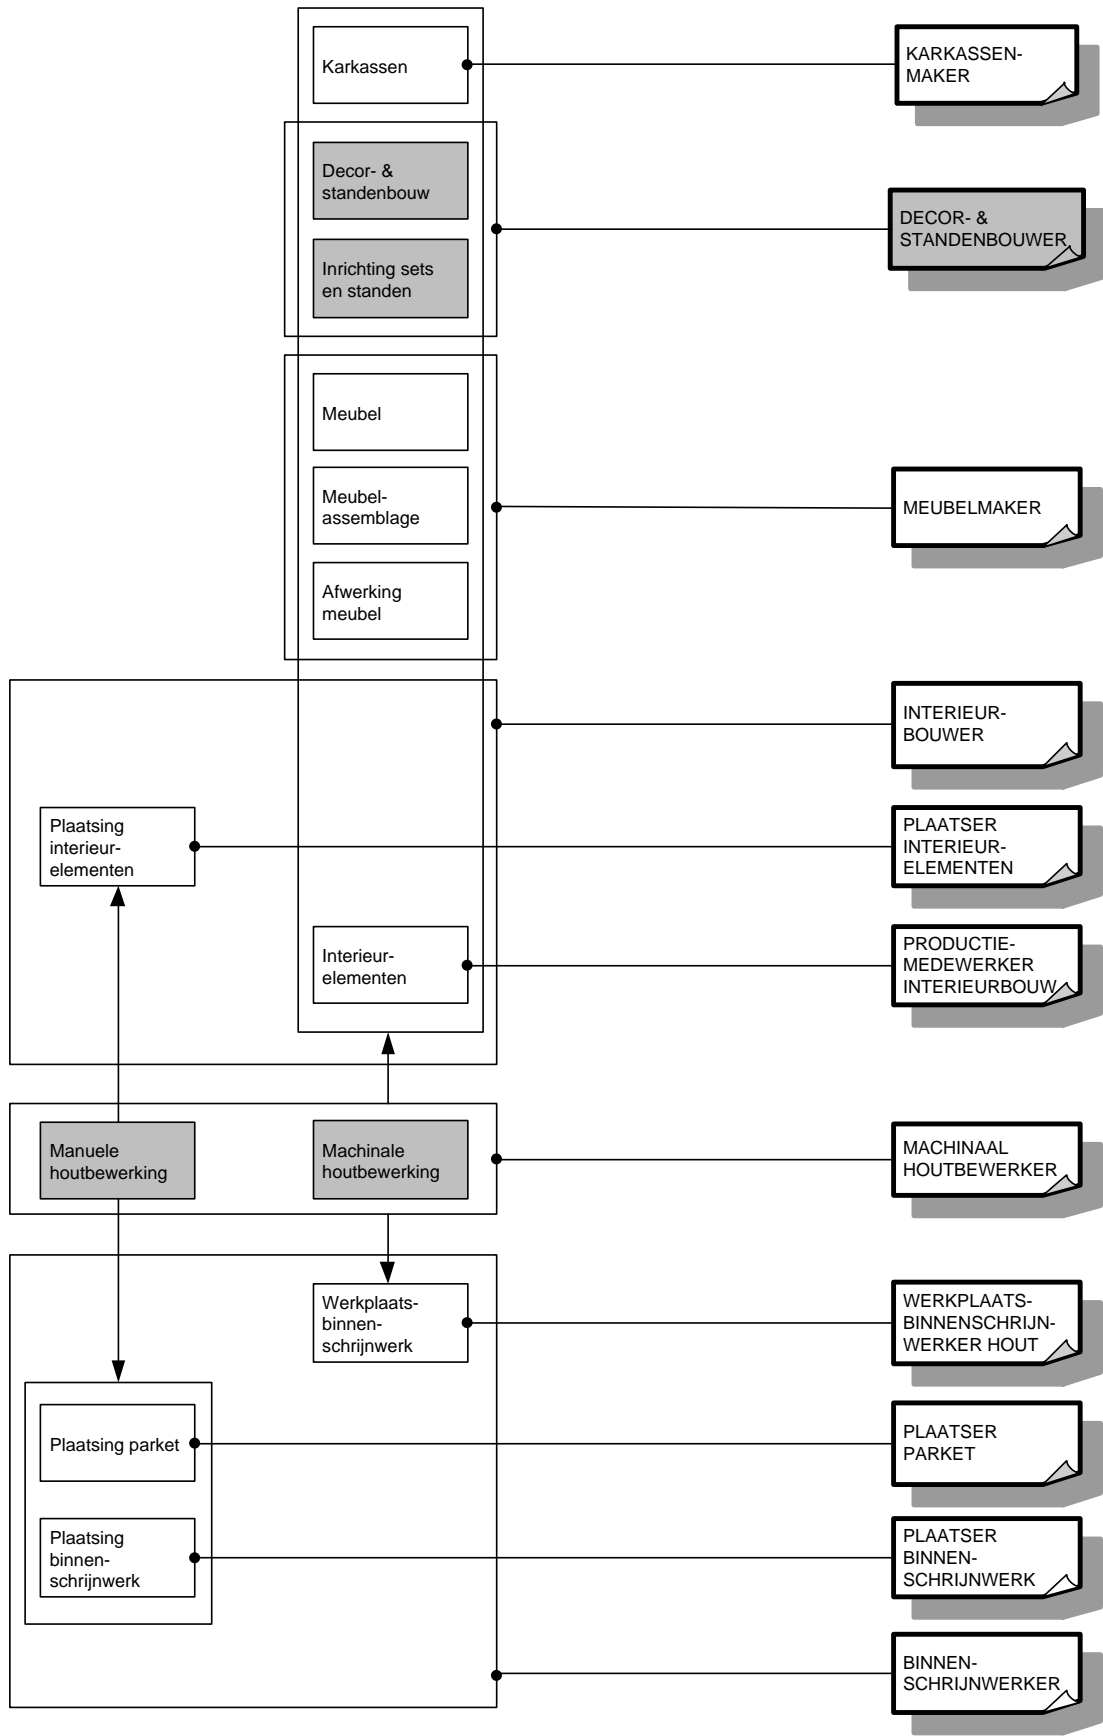 Karkassen
KARKASSEN-
MAKER
Decor- &
standenbouw
DECOR- &
STANDENBOUWER
Inrichting sets
en standen
Meubel
Meubel-
assemblage
MEUBELMAKER
Afwerking
meubel
INTERIEUR-
BOUWER
Plaatsing
interieur-
elementen
PLAATSER
INTERIEUR-
ELEMENTEN
Interieur-
elementen
PRODUCTIE-
MEDEWERKER
INTERIEURBOUW
Manuele
houtbewerking
Machinale
houtbewerking
MACHINAAL
HOUTBEWERKER
Werkplaats-
binnen-
schrijnwerk
WERKPLAATS-
BINNENSCHRIJN-
WERKER HOUT
Plaatsing parket
PLAATSER
PARKET
Plaatsing
binnen-
schrijnwerk
PLAATSER
BINNEN-
SCHRIJNWERK
BINNEN-
SCHRIJNWERKER